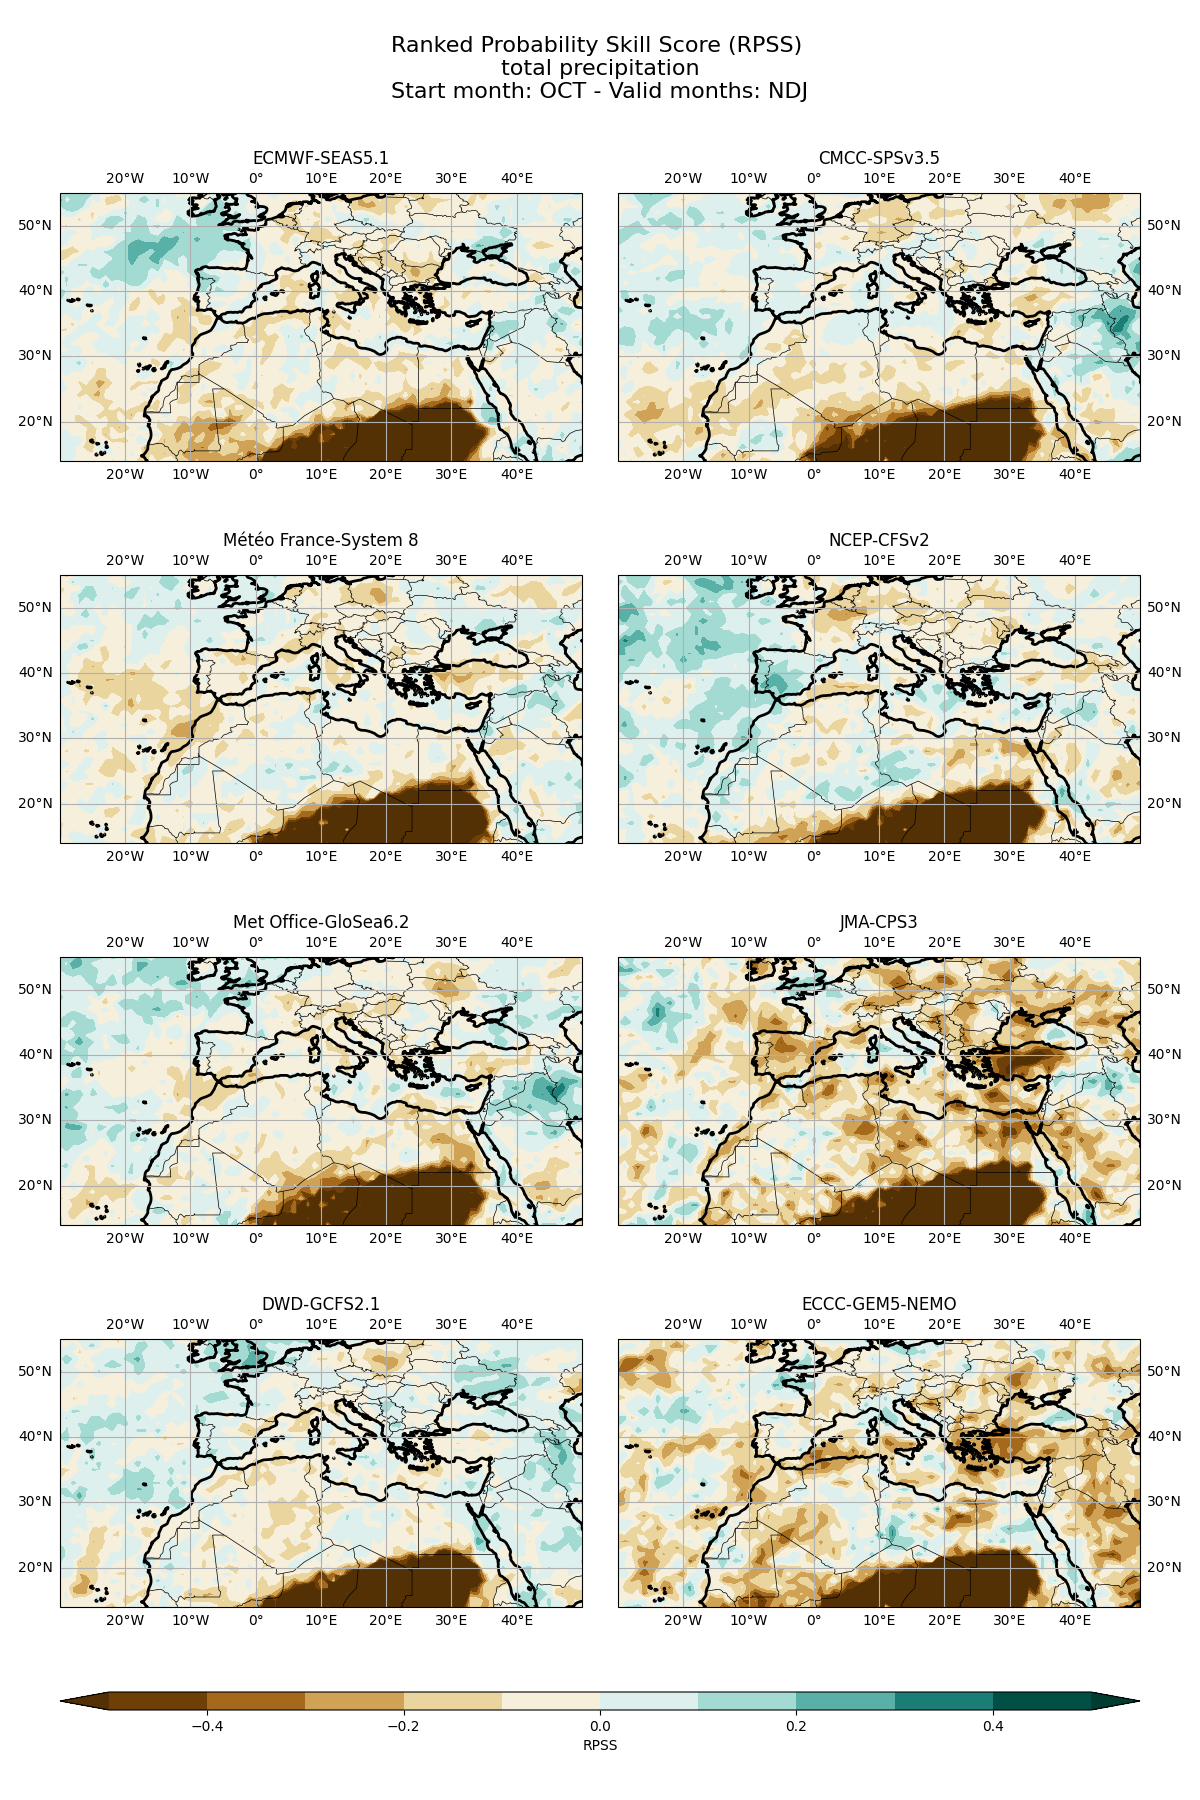 Ranked Probability Skill Score (RPSS)
total precipitation
Start month: OCT - Valid months: NDJ
ECMWF-SEAS5.1 CMCC-SPSv3.5
20°W 10°W 0° 10°E 20°E 30°E 40°E 20°W 10°W 0° 10°E 20°E 30°E 40°E
50°N 50°N
40°N 40°N
30°N 30°N
20°N 20°N
20°W 10°W 0° 10°E 20°E 30°E 40°E 20°W 10°W 0° 10°E 20°E 30°E 40°E
Météo France-System 8 NCEP-CFSv2
20°W 10°W 0° 10°E 20°E 30°E 40°E 20°W 10°W 0° 10°E 20°E 30°E 40°E
50°N 50°N
40°N 40°N
30°N 30°N
20°N 20°N
20°W 10°W 0° 10°E 20°E 30°E 40°E 20°W 10°W 0° 10°E 20°E 30°E 40°E
Met Office-GloSea6.2 JMA-CPS3
20°W 10°W 0° 10°E 20°E 30°E 40°E 20°W 10°W 0° 10°E 20°E 30°E 40°E
50°N 50°N
40°N 40°N
30°N 30°N
20°N 20°N
20°W 10°W 0° 10°E 20°E 30°E 40°E 20°W 10°W 0° 10°E 20°E 30°E 40°E
DWD-GCFS2.1 ECCC-GEM5-NEMO
20°W 10°W 0° 10°E 20°E 30°E 40°E 20°W 10°W 0° 10°E 20°E 30°E 40°E
50°N 50°N
40°N 40°N
30°N 30°N
20°N 20°N
20°W 10°W 0° 10°E 20°E 30°E 40°E 20°W 10°W 0° 10°E 20°E 30°E 40°E
−0.4 −0.2 0.0 0.2 0.4
RPSS